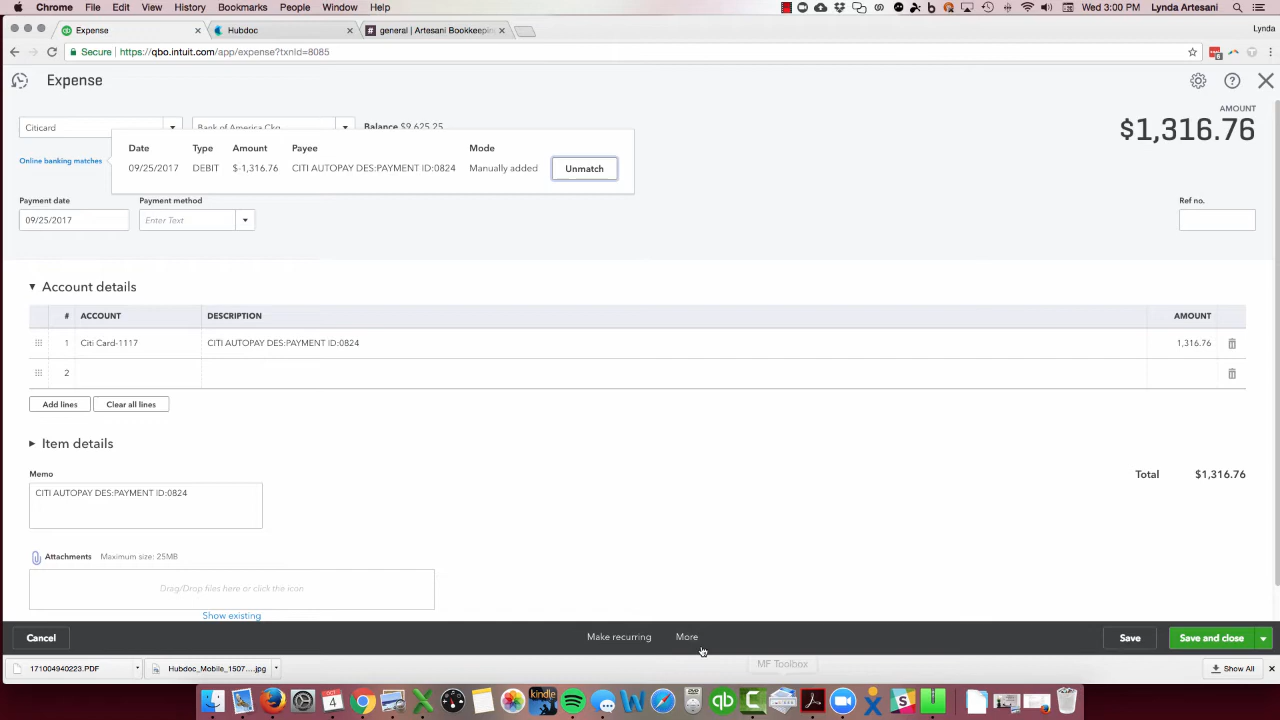 Chrome File Edit View History Bookmarks People Window Help
Wed 3:00 PM Lynda Artesani
Expense
Hubdoc
general | Artesani Bookkeepin
Lynda
Secure https://qbo.intuit.com/app/expense?txnId=8085
Expense
AMOUNT
$1,316.76
Citicard
Bank of America Ckg
Balance $9,625.25
Online banking matches
Date Type Amount Payee Mode
09/25/2017 DEBIT $-1,316.76 CITI AUTOPAY DES:PAYMENT ID:0824 Manually added Unmatch
Payment date Payment method Ref no.
09/25/2017 Enter Text
Account details
# ACCOUNT DESCRIPTION AMOUNT
1 Citi Card-1117 CITI AUTOPAY DES:PAYMENT ID:0824 1,316.76
2
Add lines Clear all lines
Item details
Memo
Total $1,316.76
CITI AUTOPAY DES:PAYMENT ID:0824
Attachments Maximum size: 25MB
Drag/Drop files here or click the icon
Show existing
Cancel Make recurring More Save Save and close
MF Toolbox
171004940223.PDF
Hubdoc_Mobile_1507....jpg
Show All